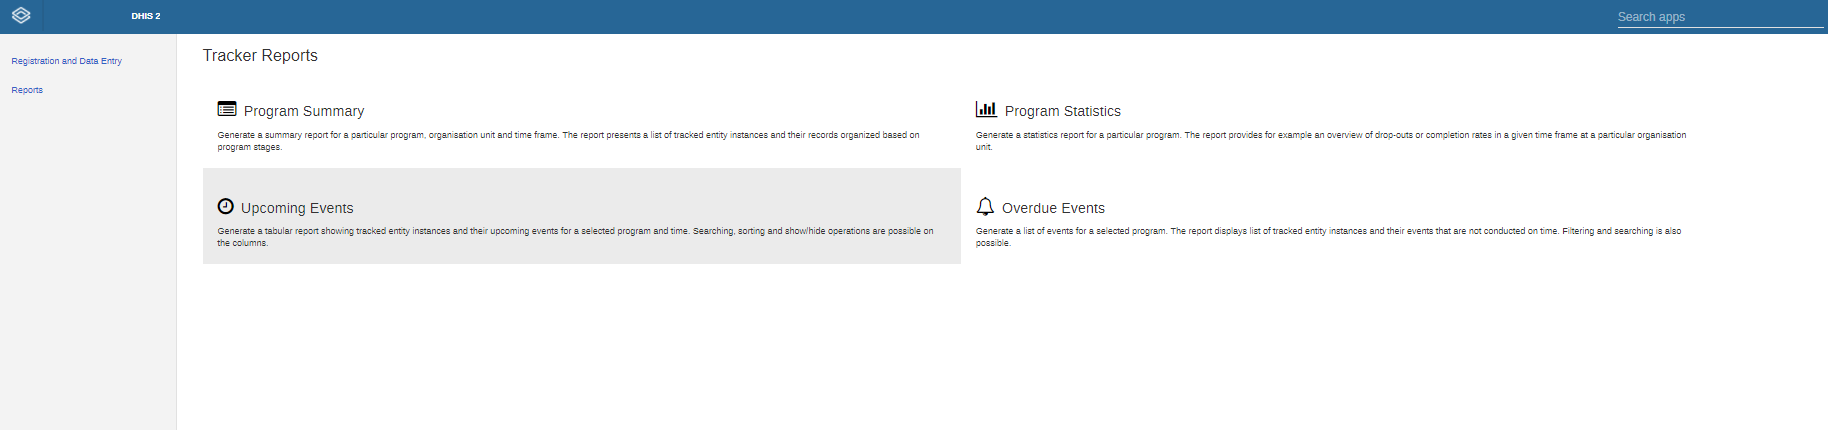 DHIS 2
Search apps
Registration and Data Entry
Reports
Tracker Reports
Program Summary
Generate a summary report for a particular program, organisation unit and time frame. The report presents a list of tracked entity instances and their records organized based on
program stages.
Program Statistics
Generate a statistics report for a particular program. The report provides for example an overview of drop-outs or completion rates in a given time frame at a particular organisation
unit.
Upcoming Events
Generate a tabular report showing tracked entity instances and their upcoming events for a selected program and time. Searching, sorting and show/hide operations are possible on
the columns.
Overdue Events
Generate a list of events for a selected program. The report displays list of tracked entity instances and their events that are not conducted on time. Filtering and searching is also
possible.